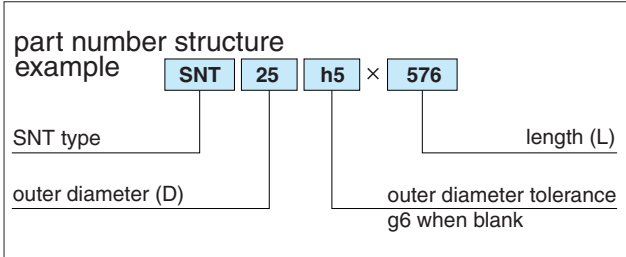 part number structure
example SNT 25 h5 × 576
SNT type
length (L)
outer diameter (D)
outer diameter tolerance
g6 when blank